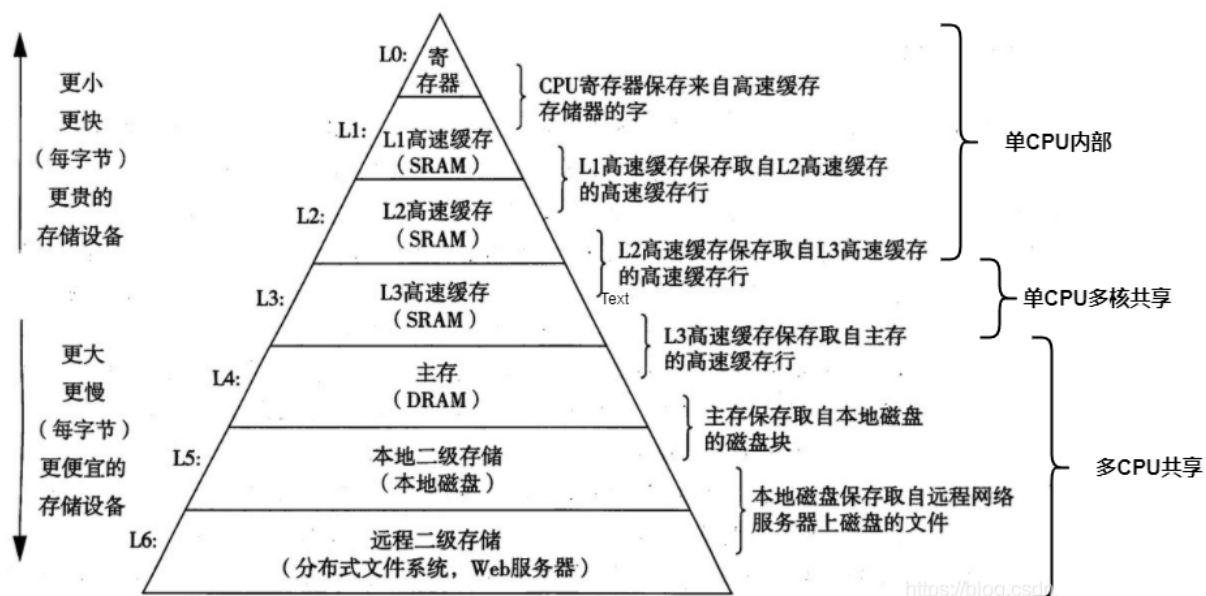 更小
更快
（每字节）
更贵的
存储设备
更大
更慢
（每字节）
更便宜的
存储设备
L0:
寄
存器
L1:
L1高速缓存
（SRAM）
L2:
L2高速缓存
（SRAM）
L3:
L3高速缓存
（SRAM）
L4:
主存
（DRAM）
L5:
本地二级存储
（本地磁盘）
L6:
远程二级存储
（分布式文件系统，Web服务器）
CPU寄存器保存来自高速缓存
存储器的字
L1高速缓存保存取自L2高速缓存
的高速缓存行
L2高速缓存保存取自L3高速缓存
的高速缓存行
Text
L3高速缓存保存取自主存
的高速缓存行
主存保存取自本地磁盘
的磁盘块
本地磁盘保存取自远程网络
服务器上磁盘的文件
单CPU内部
单CPU多核共享
多CPU共享
https://blog.csdn.